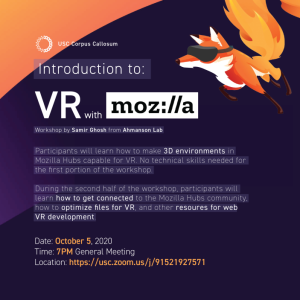 USC Corpus Callosum
Introduction to:
VR with moz://a
Workshop by Samir Ghosh from Ahmanson Lab
Participants will learn how to make 3D environments in
Mozilla Hubs capable for VR. No technical skills needed for
the first portion of the workshop.
During the second half of the workshop, participants will
learn how to get connected to the Mozilla Hubs community,
how to optimize files for VR, and other resoures for web
VR development.
Date: October 5, 2020
Time: 7PM General Meeting
Location: https://usc.zoom.us/j/91521927571